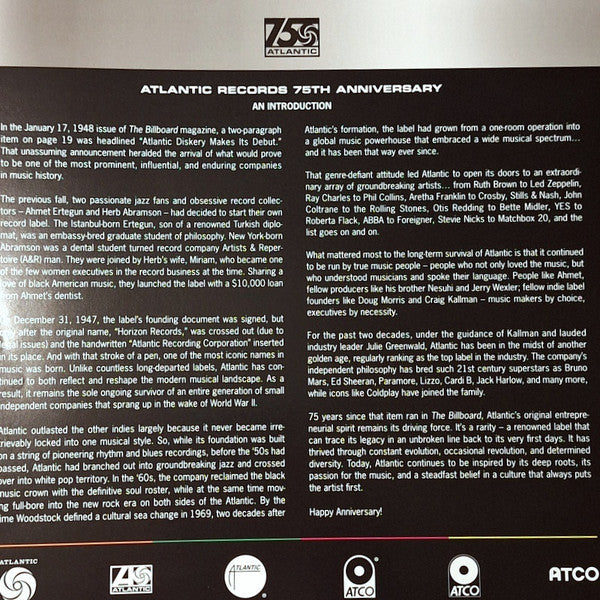 75
ATLANTIC
ATLANTIC RECORDS 75TH ANNIVERSARY
AN INTRODUCTION
In the January 17, 1948 issue of The Billboard magazine, a two-paragraph
item on page 19 was headlined "Atlantic Diskery Makes Its Debut."
That unassuming announcement heralded the arrival of what would prove
to be one of the most prominent, influential, and enduring companies
in music history.
The previous fall, two passionate jazz fans and obsessive record collec-
tors – Ahmet Ertegun and Herb Abramson – had decided to start their own
record label. The Istanbul-born Ertegun, son of a renowned Turkish diplo-
mat, was an embassy-bred graduate student of philosophy. New York-born
Abramson was a dental student turned record company Artists & Reper-
toire (A&R) man. They were joined by Herb's wife, Miriam, who became one
of the few women executives in the record business at the time. Sharing a
love of black American music, they launched the label with a $10,000 loan
from Ahmet's dentist.
December 31, 1947, the label's founding document was signed, but
after the original name, "Horizon Records," was crossed out (due to
legal issues) and the handwritten "Atlantic Recording Corporation" inserted
in its place. And with that stroke of a pen, one of the most iconic names in
music was born. Unlike countless long-departed labels, Atlantic has con-
tinued to both reflect and reshape the modern musical landscape. As a
result, it remains the sole ongoing survivor of an entire generation of small
independent companies that sprang up in the wake of World War II.
Atlantic outlasted the other indies largely because it never became irre-
trievably locked into one musical style. So, while its foundation was built
on a string of pioneering rhythm and blues recordings, before the '50s had
passed, Atlantic had branched out into groundbreaking jazz and crossed
over into white pop territory. In the '60s, the company reclaimed the black
music crown with the definitive soul roster, while at the same time mov-
ing full-bore into the new rock era on both sides of the Atlantic. By the
time Woodstock defined a cultural sea change in 1969, two decades after
Atlantic's formation, the label had grown from a one-room operation into
a global music powerhouse that embraced a wide musical spectrum...
and it has been that way ever since.
That genre-defiant attitude led Atlantic to open its doors to an extraordi-
nary array of groundbreaking artists... from Ruth Brown to Led Zeppelin,
Ray Charles to Phil Collins, Aretha Franklin to Crosby, Stills & Nash, John
Coltrane to the Rolling Stones, Otis Redding to Bette Midler, YES to
Roberta Flack, ABBA to Foreigner, Stevie Nicks to Matchbox 20, and the
list goes on and on.
What mattered most to the long-term survival of Atlantic is that it continued
to be run by true music people – people who not only loved the music, but
who understood musicians and spoke their language. People like Ahmet,
fellow producers like his brother Nesuhi and Jerry Wexler; fellow indie label
founders like Doug Morris and Craig Kallman – music makers by choice,
executives by necessity.
For the past two decades, under the guidance of Kallman and lauded
industry leader Julie Greenwald, Atlantic has been in the midst of another
golden age, regularly ranking as the top label in the industry. The company's
independent philosophy has bred such 21st century superstars as Bruno
Mars, Ed Sheeran, Paramore, Lizzo, Cardi B, Jack Harlow, and many more,
while icons like Coldplay have joined the family.
75 years since that item ran in The Billboard, Atlantic's original entrepre-
neurial spirit remains its driving force. It's a rarity – a renowned label that
can trace its legacy in an unbroken line back to its very first days. It has
thrived through constant evolution, occasional revolution, and determined
diversity. Today, Atlantic continues to be inspired by its deep roots, its
passion for the music, and a steadfast belief in a culture that always puts
the artist first.
Happy Anniversary!
ATLANTIC
ATLANTIC
ATLANTIC
ATCO
ATCO
ATCO